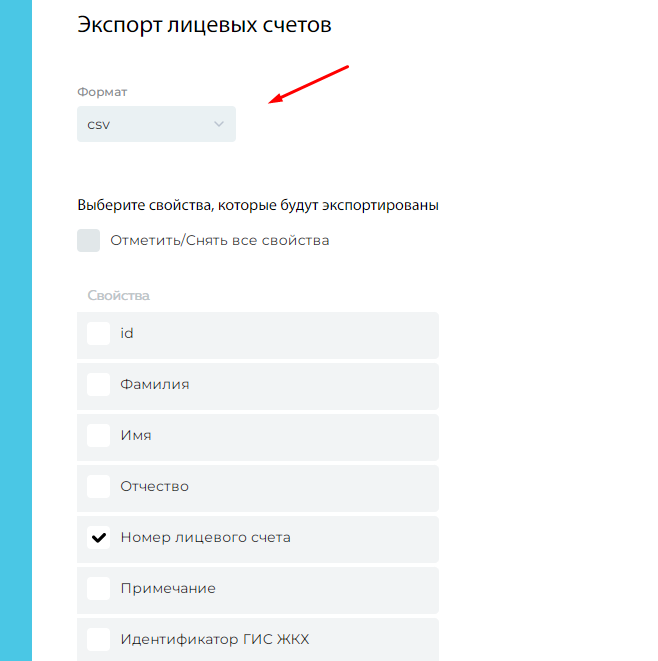 Экспорт лицевых счетов
Формат
csv
Выберите свойства, которые будут экспортированы
Отметить/Снять все свойства
Свойства
id
Фамилия
Имя
Отчество
Номер лицевого счета
Примечание
Идентификатор ГИС ЖКХ